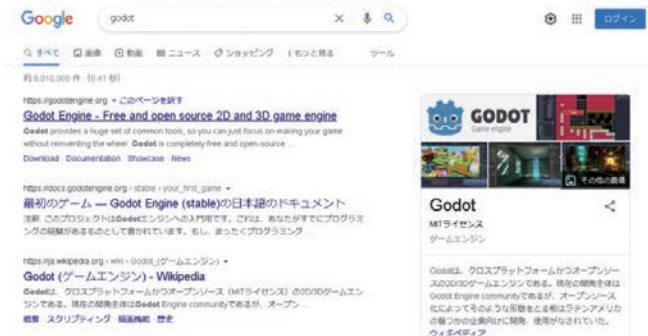 Google
godot
ログイン
すべて 画像 動画 ニュース ショッピング もっと見る ツール
約 8,010,000 件 (0.41 秒)
https://godotengine.org このページを訳す
Godot Engine - Free and open source 2D and 3D game engine
Godot provides a huge set of common tools, so you can just focus on making your game
without reinventing the wheel. Godot is completely free and open-source ...
Download Documentation Showcase News
https://docs.godotengine.org › stable › your_first_game
最初のゲーム — Godot Engine (stable)の日本語のドキュメント
注釈. このプロジェクトはGodotエンジンへの入門用です。これは、あなたがすでにプログラミ
ングの経験があるものとして書かれています。もし、まったくプログラミング ...
https://ja.wikipedia.org › wiki › Godot_(ゲームエンジン)
Godot (ゲームエンジン) - Wikipedia
Godotは、クロスプラットフォームかつオープンソース (MITライセンス) の2D/3Dゲームエン
ジンである。現在の開発主体はGodot Engine communityであるが、オープン...
概要 スクリプティング 描画機能 歴史
GODOT
Game engine
その他の画像
Godot
MITライセンス
ゲームエンジン
Godotは、クロスプラットフォームかつオープンソー
スの2D/3Dゲームエンジンである。現在の開発主体は
Godot Engine communityであるが、オープンソース
化によってそのような形態をとる前はラテンアメリカ
の幾つかの企業向けに開発、使用がなされていた。
ウィキペディア